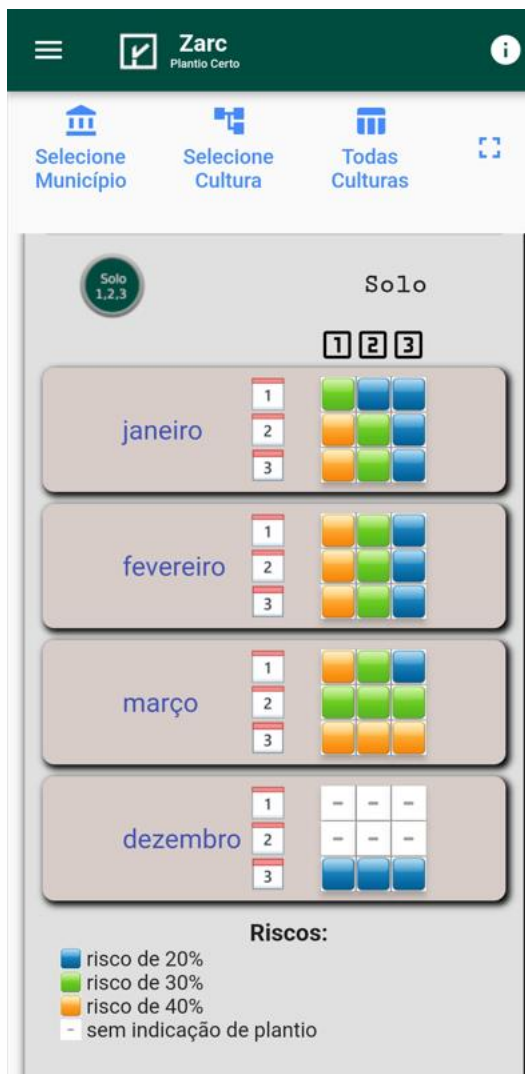 Zarc
Plantio Certo
Selecione Município
Selecione Cultura
Todas Culturas
Solo 1,2,3
Solo
1 2 3
janeiro
1
2
3
fevereiro
1
2
3
março
1
2
3
dezembro
1 - - -
2 - - -
3
Riscos:
risco de 20%
risco de 30%
risco de 40%
- sem indicação de plantio